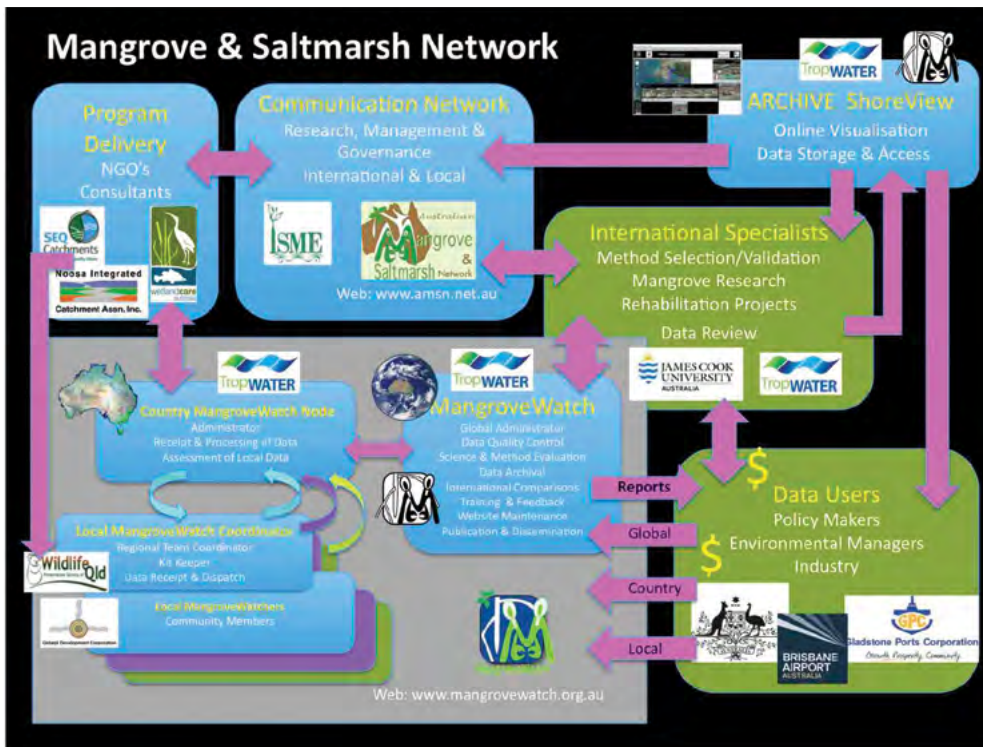 Mangrove & Saltmarsh Network
Program
Delivery
NGO's
Consultants
SEQ
Catchments
Noosa Integrated
Catchment Assn. Inc.
wetlandcare
Communication Network
Research, Management &
Governance
International & Local
ISME
Australian
Mangrove
&
Saltmarsh Network
Web: www.amsn.net.au
TropWATER
ARCHIVE ShoreView
Online Visualisation
Data Storage & Access
International Specialists
Method Selection/Validation
Mangrove Research
Rehabilitation Projects
Data Review
JAMES COOK
UNIVERSITY
AUSTRALIA
TropWATER
TropWATER
Country MangroveWatch Node
Administrator
Receipt & Processing of Data
Assessment of Local Data
TropWATER
MangroveWatch
Global Administrator
Data Quality Control
Science & Method Evaluation
Data Archival
International Comparisons
Training & Feedback
Website Maintenance
Publication & Dissemination
Local MangroveWatch Coordinator
Regional Team Coordinator
Kit Keeper
Data Receipt & Dispatch
Wildlife
Qld
Local MangroveWatchers
Community Members
Reports
Global
Country
Local
$
$
Data Users
Policy Makers
Environmental Managers
Industry
BRISBANE
AIRPORT
AUSTRALIA
GPC
Gladstone Ports Corporation
Growth, Prosperity, Community.
Web: www.mangrovewatch.org.au